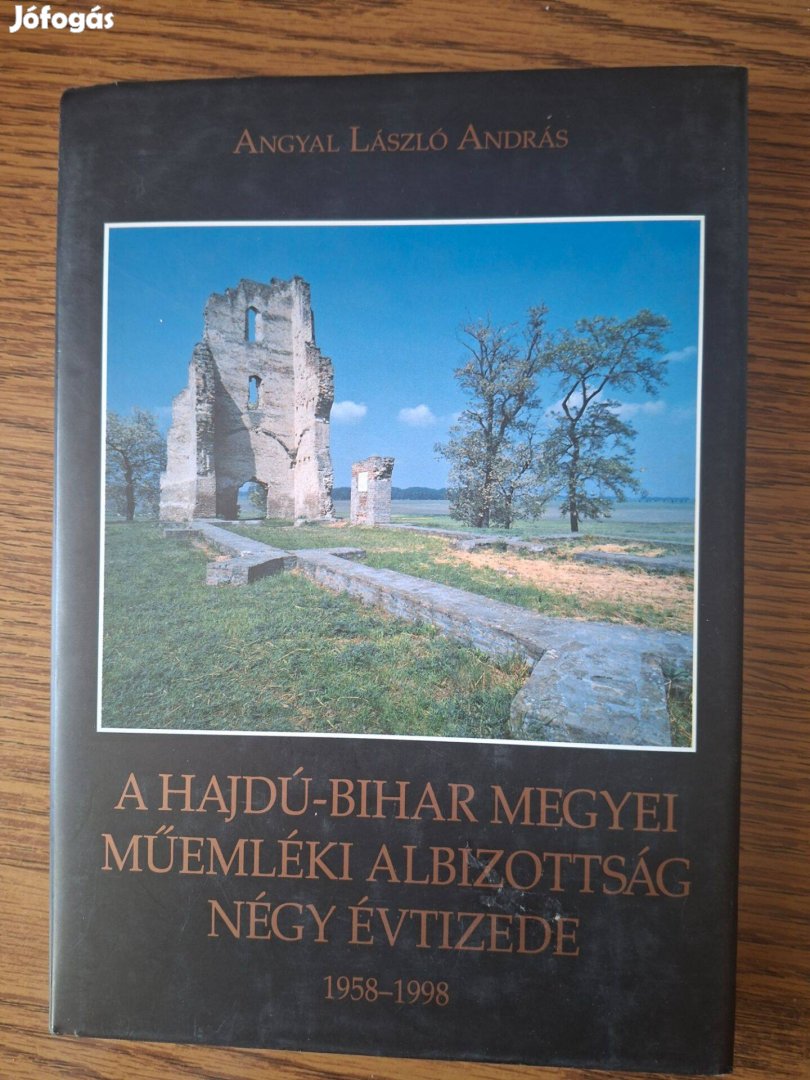 Jófogás
Angyal László András
A HAJDÚ-BIHAR MEGYEI
MŰEMLÉKI ALBIZOTTSÁG
NÉGY ÉVTIZEDE
1958–1998